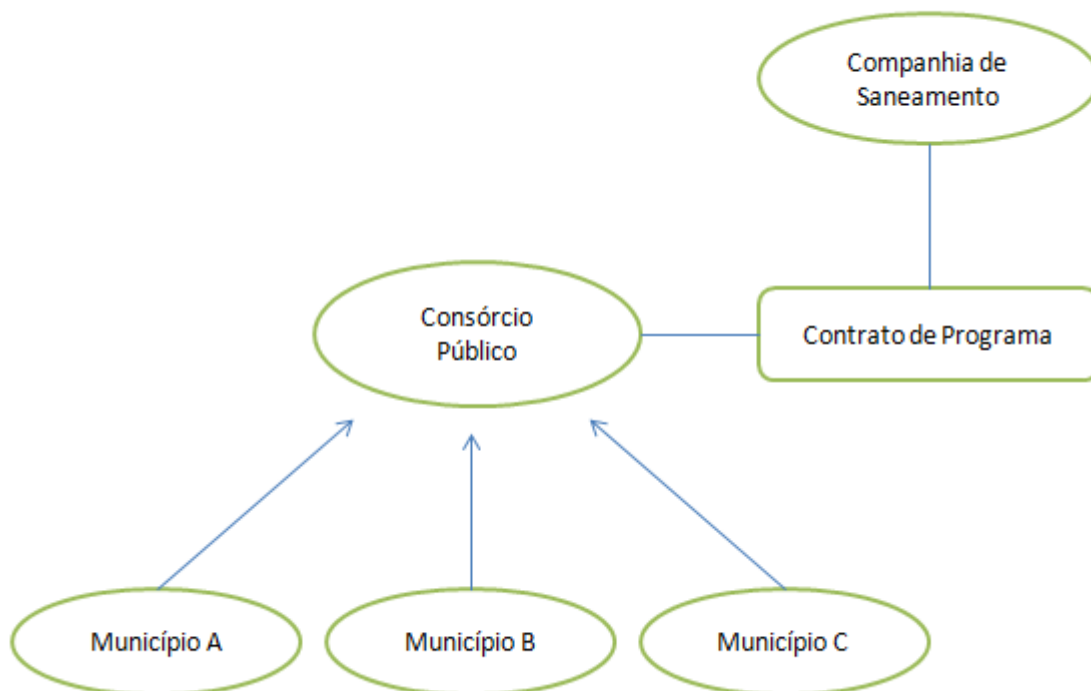 Companhia de
Saneamento
Consórcio
Público
Contrato de Programa
Município A
Município B
Município C